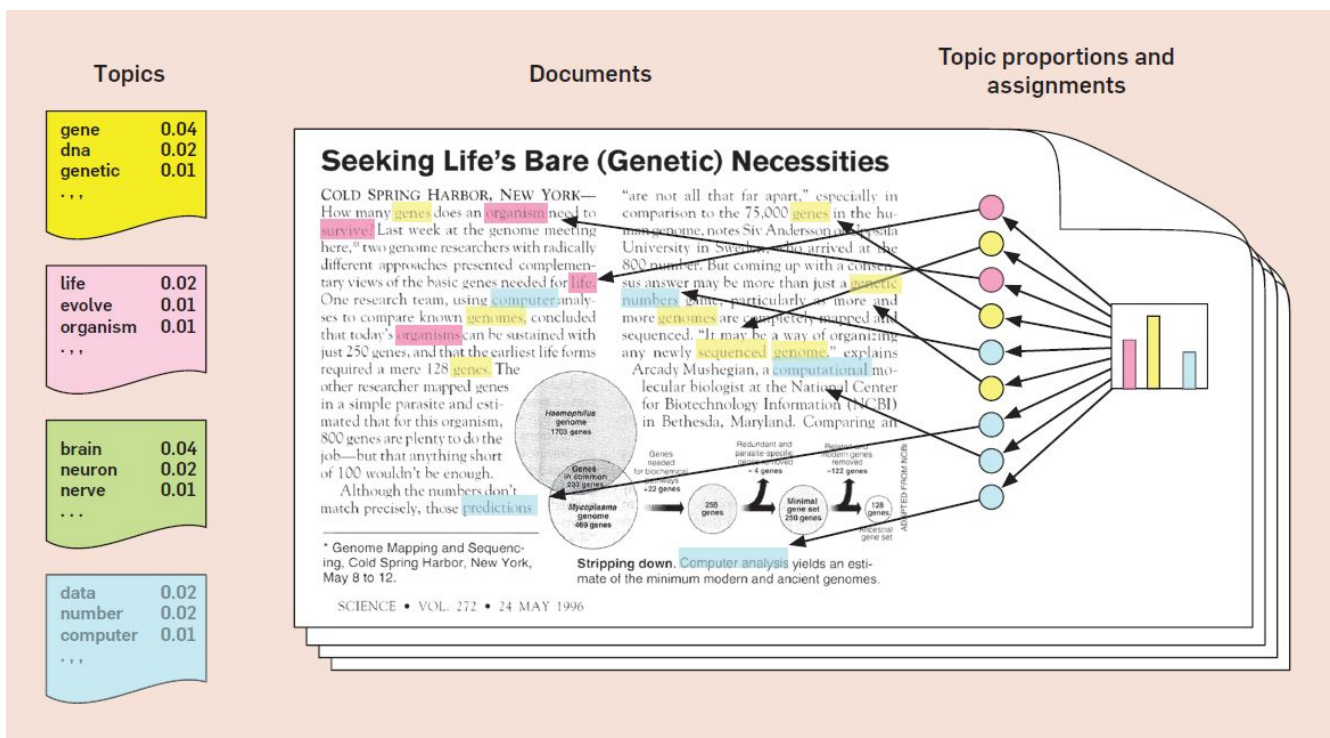 Topics
gene 0.04
dna 0.02
genetic 0.01
. , ,
life 0.02
evolve 0.01
organism 0.01
. , ,
brain 0.04
neuron 0.02
nerve 0.01
. . .
data 0.02
number 0.02
computer 0.01
. , ,
Documents
Seeking Life's Bare (Genetic) Necessities
COLD SPRING HARBOR, NEW YORK—
How many genes does an organism need to
survive? Last week at the genome meeting
here,* two genome researchers with radically
different approaches presented complemen-
tary views of the basic genes needed for life.
One research team, using computer analy-
ses to compare known genomes, concluded
that today's organisms can be sustained with
just 250 genes, and that the earliest life forms
required a mere 128 genes. The
other researcher mapped genes
in a simple parasite and esti-
mated that for this organism,
800 genes are plenty to do the
job—but that anything short
of 100 wouldn't be enough.
Although the numbers don't
match precisely, those predictions
* Genome Mapping and Sequenc-
ing, Cold Spring Harbor, New York,
May 8 to 12.
"are not all that far apart," especially in
comparison to the 75,000 genes in the hu-
man genome, notes Siv Andersson of Uppsala
University in Sweden, who arrived at the
800 number. But coming up with a consen-
sus answer may be more than just a genetic
numbers game, particularly as more and
more genomes are completely mapped and
sequenced. "It may be a way of organizing
any newly sequenced genome," explains
Arcady Mushegian, a computational mo-
lecular biologist at the National Center
for Biotechnology Information (NCBI)
in Bethesda, Maryland. Comparing an
Haemophilus
genome
1703 genes
Genes
in common
233 genes
Mycoplasma
genome
469 genes
Genes
needed
for biochemical
pathways
+22 genes
255
genes
Redundant and
parasite-specific
genes removed
– 4 genes
Minimal
gene set
250 genes
Related and
modern genes
removed
–122 genes
128
genes
Ancestral
gene set
ADAPTED FROM NCBI
Stripping down. Computer analysis yields an esti-
mate of the minimum modern and ancient genomes.
SCIENCE • VOL. 272 • 24 MAY 1996
Topic proportions and
assignments